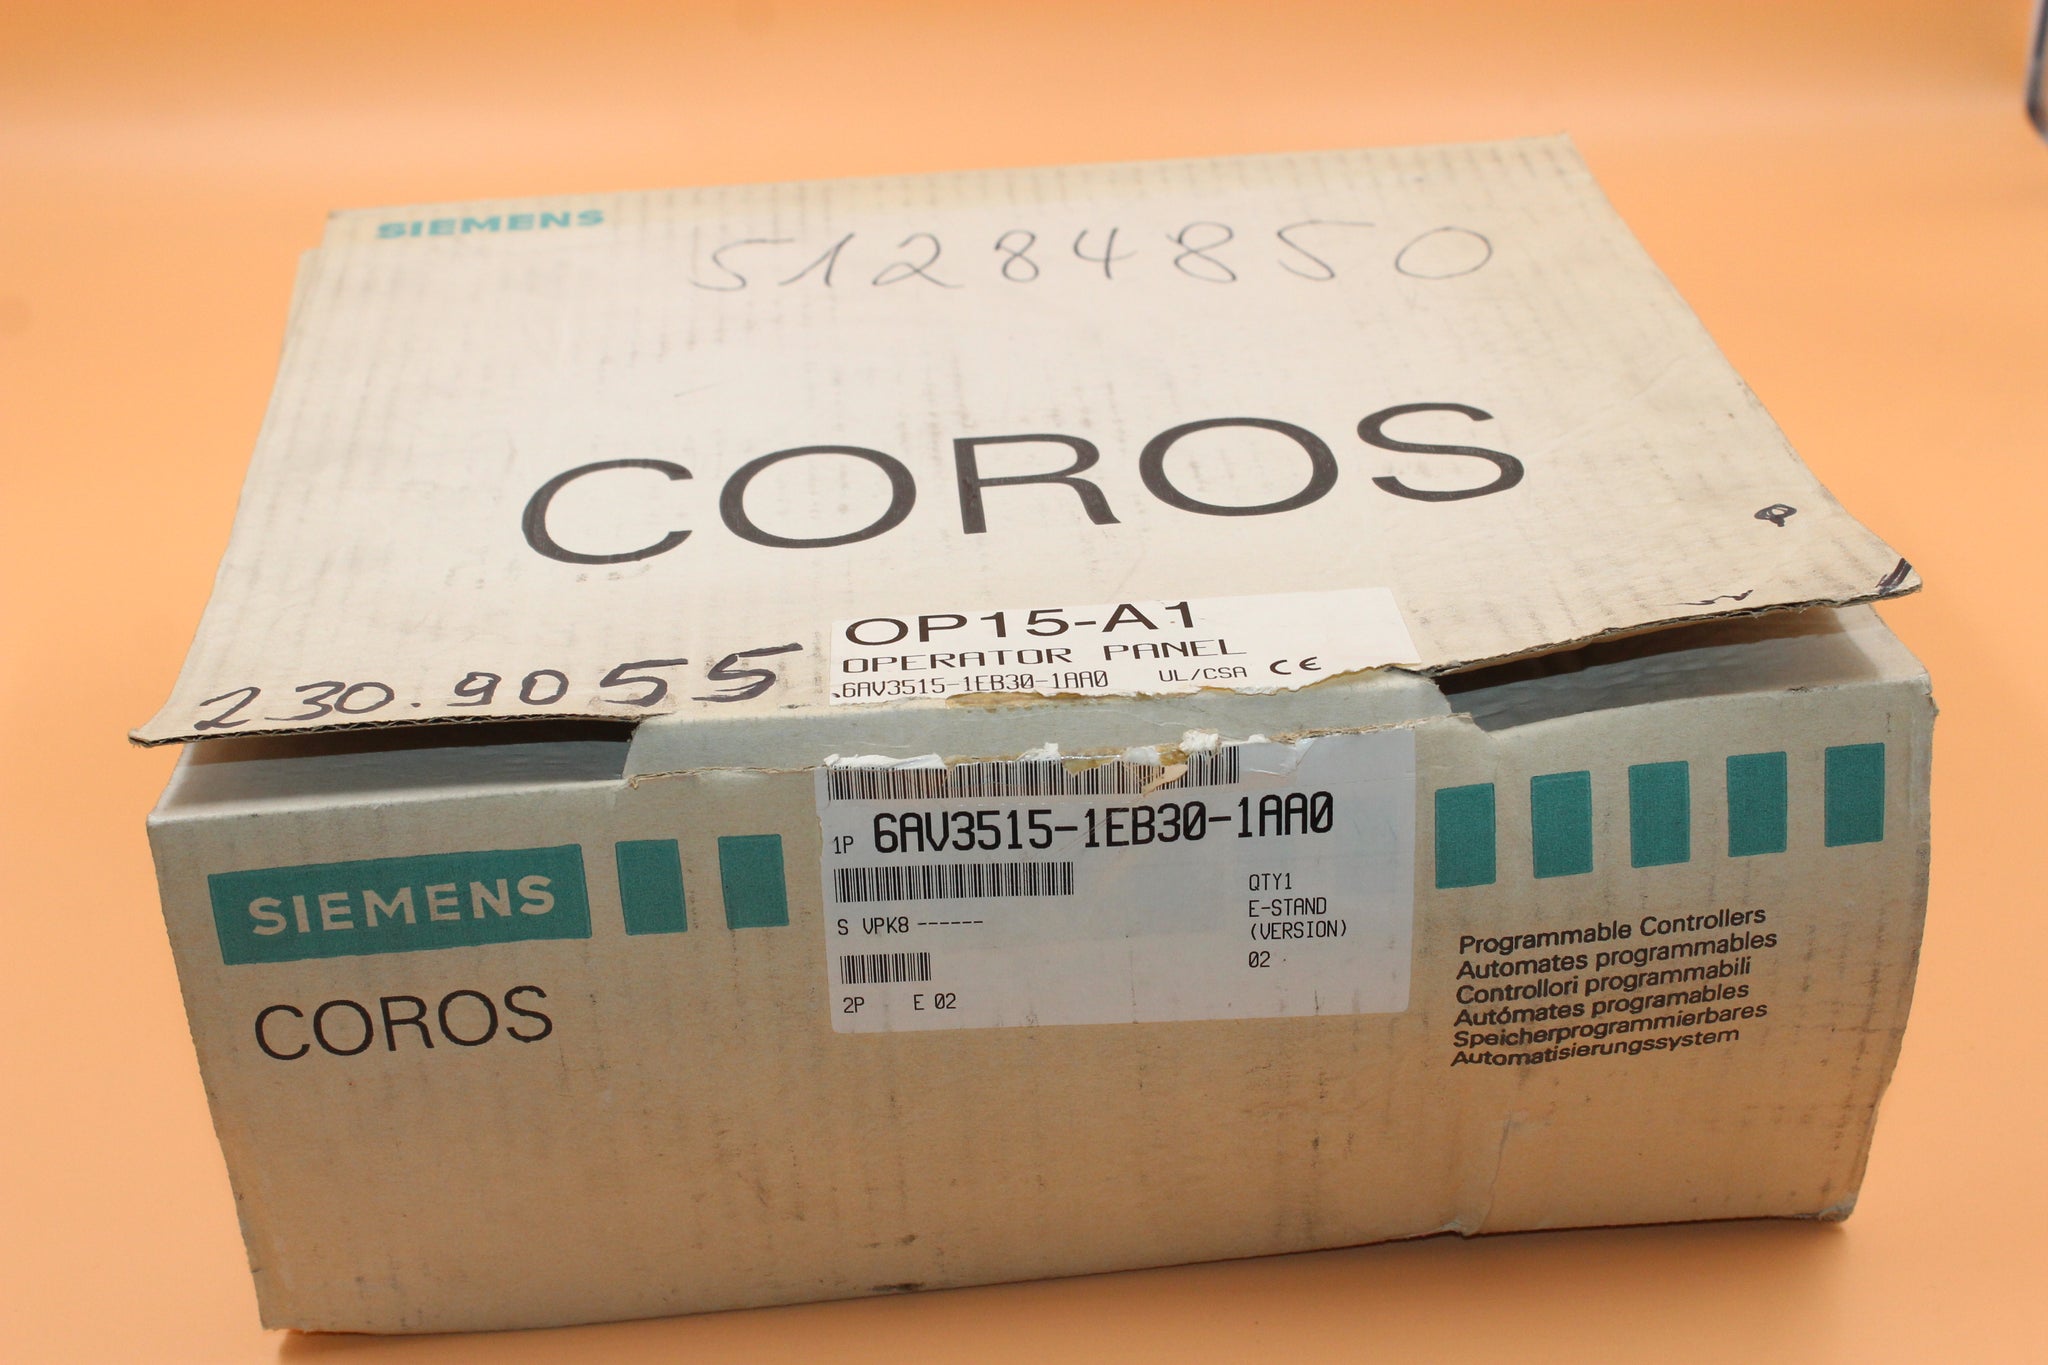 SIEMENS
51284850
COROS
OP15-A1
OPERATOR PANEL
6AV3515-1EB30-1AA0 UL/CSA CE
230.9055
1P 6AV3515-1EB30-1AA0
S VPK8 ------
QTY1
E-STAND
(VERSION)
02
2P E 02
SIEMENS
COROS
Programmable Controllers
Automates programmables
Controllori programmabili
Autómates programables
Speicherprogrammierbares
Automatisierungssystem